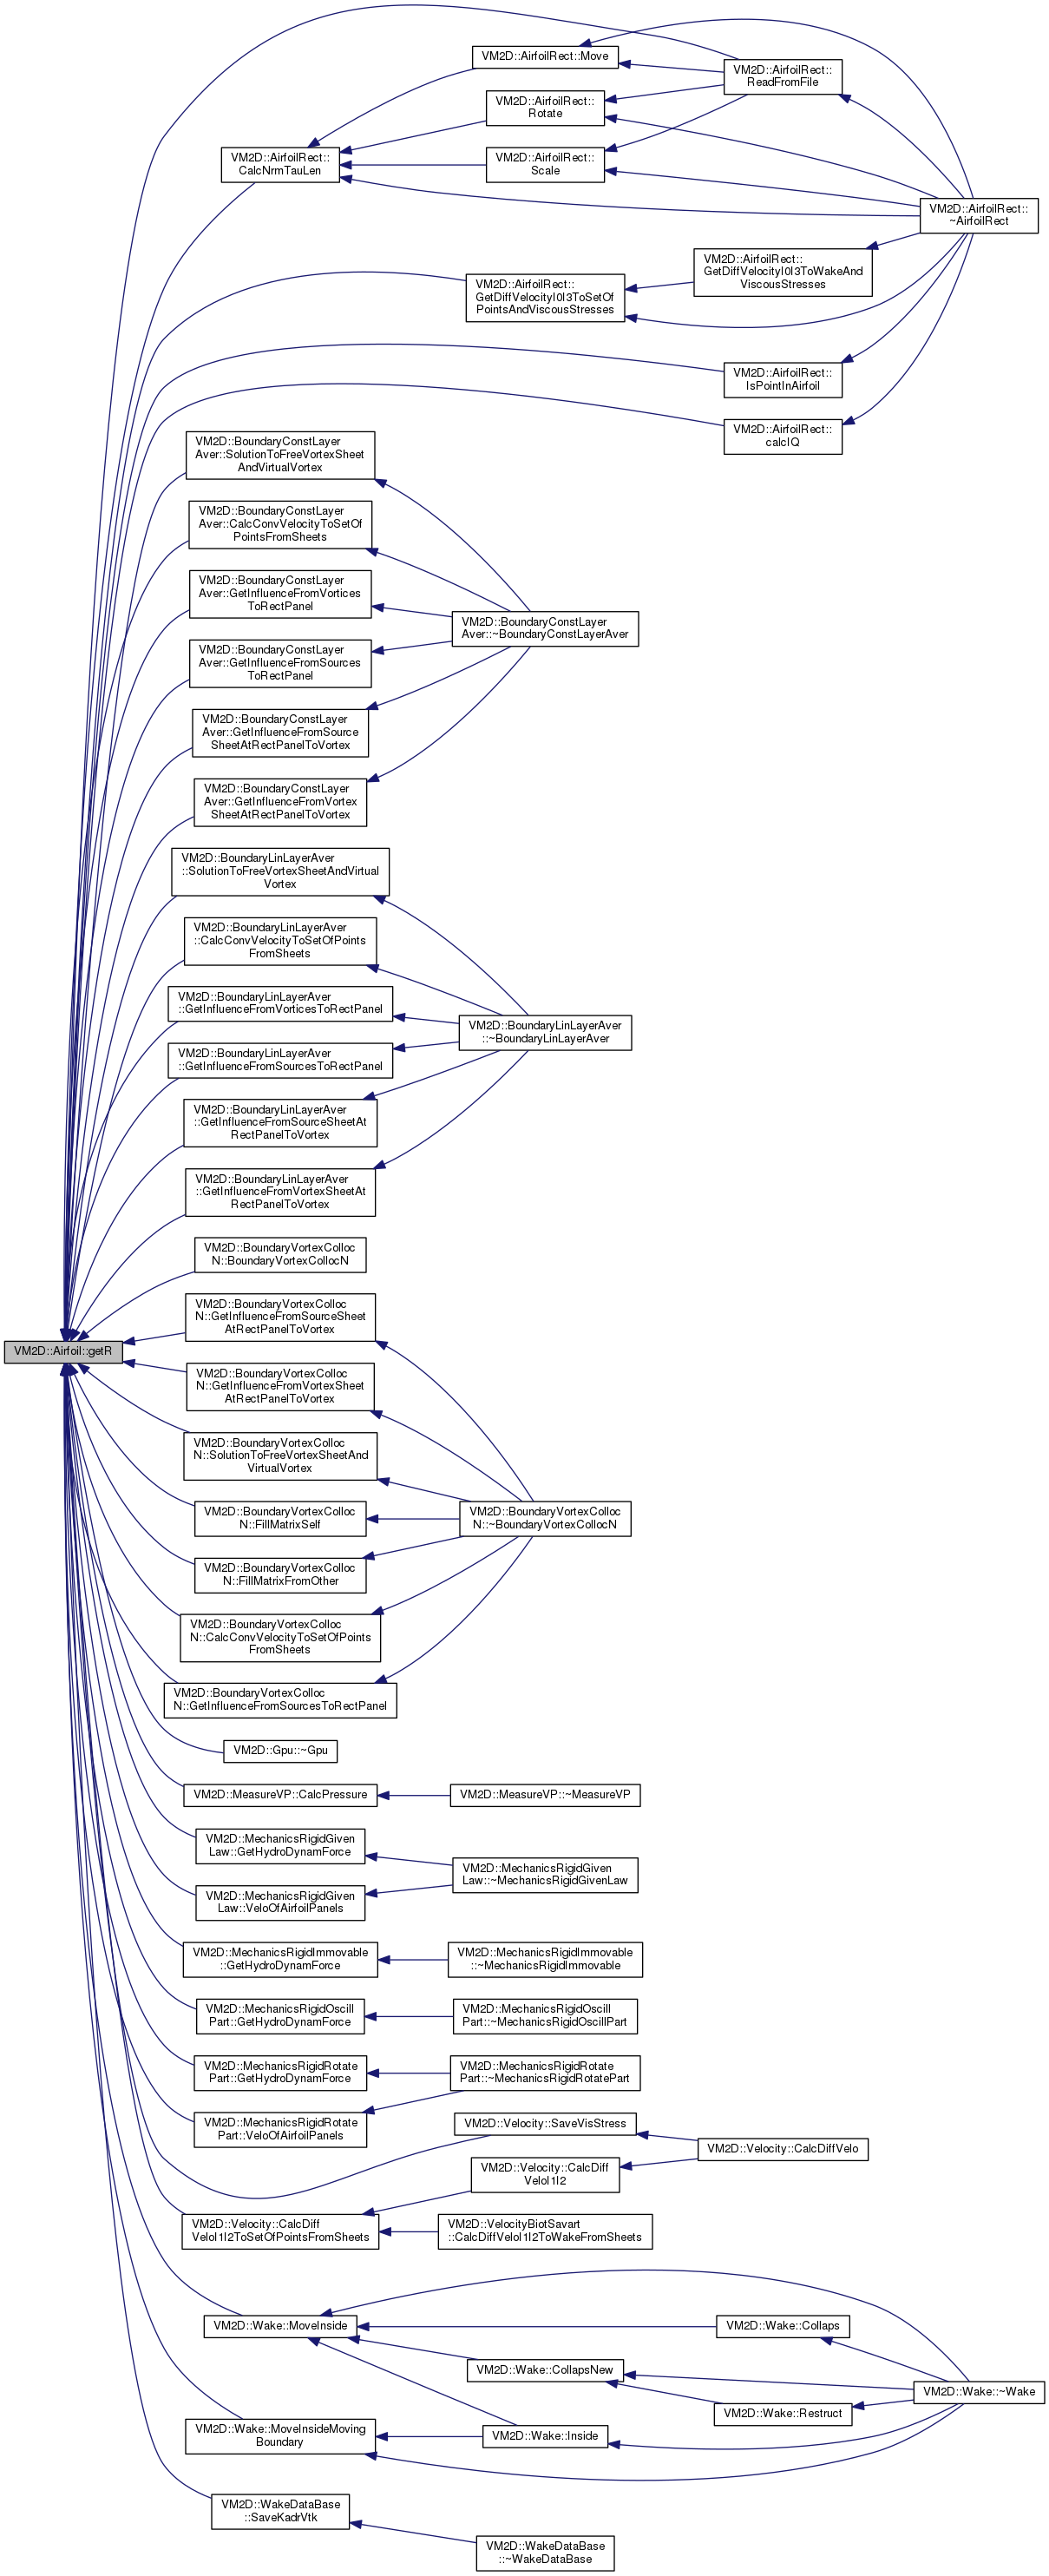 VM2D::AirfoilRect::Move
VM2D::AirfoilRect::
ReadFromFile
VM2D::AirfoilRect::
Rotate
VM2D::AirfoilRect::
CalcNrmTauLen
VM2D::AirfoilRect::
Scale
VM2D::AirfoilRect::
~AirfoilRect
VM2D::AirfoilRect::
GetDiffVelocityI0I3ToWakeAnd
ViscousStresses
VM2D::AirfoilRect::
GetDiffVelocityI0I3ToSetOf
PointsAndViscousStresses
VM2D::AirfoilRect::
IsPointInAirfoil
VM2D::AirfoilRect::
calcIQ
VM2D::BoundaryConstLayer
Aver::SolutionToFreeVortexSheet
AndVirtualVortex
VM2D::BoundaryConstLayer
Aver::CalcConvVelocityToSetOf
PointsFromSheets
VM2D::BoundaryConstLayer
Aver::GetInfluenceFromVortices
ToRectPanel
VM2D::BoundaryConstLayer
Aver::~BoundaryConstLayerAver
VM2D::BoundaryConstLayer
Aver::GetInfluenceFromSources
ToRectPanel
VM2D::BoundaryConstLayer
Aver::GetInfluenceFromSource
SheetAtRectPanelToVortex
VM2D::BoundaryConstLayer
Aver::GetInfluenceFromVortex
SheetAtRectPanelToVortex
VM2D::BoundaryLinLayerAver
::SolutionToFreeVortexSheetAndVirtual
Vortex
VM2D::BoundaryLinLayerAver
::CalcConvVelocityToSetOfPoints
FromSheets
VM2D::BoundaryLinLayerAver
::GetInfluenceFromVorticesToRectPanel
VM2D::BoundaryLinLayerAver
::~BoundaryLinLayerAver
VM2D::BoundaryLinLayerAver
::GetInfluenceFromSourcesToRectPanel
VM2D::BoundaryLinLayerAver
::GetInfluenceFromSourceSheetAt
RectPanelToVortex
VM2D::BoundaryLinLayerAver
::GetInfluenceFromVortexSheetAt
RectPanelToVortex
VM2D::BoundaryVortexColloc
N::BoundaryVortexCollocN
VM2D::BoundaryVortexColloc
N::GetInfluenceFromSourceSheet
AtRectPanelToVortex
VM2D::Airfoil::getR
VM2D::BoundaryVortexColloc
N::GetInfluenceFromVortexSheet
AtRectPanelToVortex
VM2D::BoundaryVortexColloc
N::SolutionToFreeVortexSheetAnd
VirtualVortex
VM2D::BoundaryVortexColloc
N::FillMatrixSelf
VM2D::BoundaryVortexColloc
N::~BoundaryVortexCollocN
VM2D::BoundaryVortexColloc
N::FillMatrixFromOther
VM2D::BoundaryVortexColloc
N::CalcConvVelocityToSetOfPoints
FromSheets
VM2D::BoundaryVortexColloc
N::GetInfluenceFromSourcesToRectPanel
VM2D::Gpu::~Gpu
VM2D::MeasureVP::CalcPressure
VM2D::MeasureVP::~MeasureVP
VM2D::MechanicsRigidGiven
Law::GetHydroDynamForce
VM2D::MechanicsRigidGiven
Law::~MechanicsRigidGivenLaw
VM2D::MechanicsRigidGiven
Law::VeloOfAirfoilPanels
VM2D::MechanicsRigidImmovable
::GetHydroDynamForce
VM2D::MechanicsRigidImmovable
::~MechanicsRigidImmovable
VM2D::MechanicsRigidOscill
Part::GetHydroDynamForce
VM2D::MechanicsRigidOscill
Part::~MechanicsRigidOscillPart
VM2D::MechanicsRigidRotate
Part::GetHydroDynamForce
VM2D::MechanicsRigidRotate
Part::~MechanicsRigidRotatePart
VM2D::MechanicsRigidRotate
Part::VeloOfAirfoilPanels
VM2D::Velocity::SaveVisStress
VM2D::Velocity::CalcDiffVelo
VM2D::Velocity::CalcDiff
VeloI1I2
VM2D::Velocity::CalcDiff
VeloI1I2ToSetOfPointsFromSheets
VM2D::VelocityBiotSavart
::CalcDiffVeloI1I2ToWakeFromSheets
VM2D::Wake::MoveInside
VM2D::Wake::Collaps
VM2D::Wake::CollapsNew
VM2D::Wake::~Wake
VM2D::Wake::Restruct
VM2D::Wake::MoveInsideMoving
Boundary
VM2D::Wake::Inside
VM2D::WakeDataBase
::SaveKadrVtk
VM2D::WakeDataBase
::~WakeDataBase